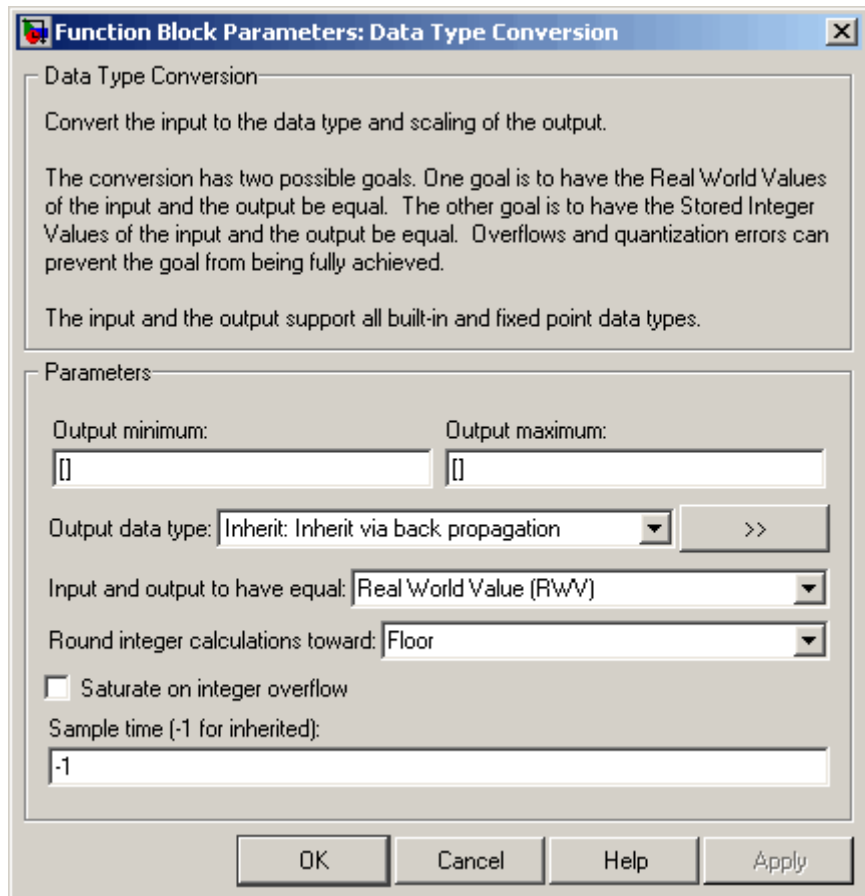 Function Block Parameters: Data Type Conversion
Data Type Conversion
Convert the input to the data type and scaling of the output.
The conversion has two possible goals. One goal is to have the Real World Values
of the input and the output be equal.  The other goal is to have the Stored Integer
Values of the input and the output be equal.  Overflows and quantization errors can
prevent the goal from being fully achieved.
The input and the output support all built-in and fixed point data types.
Parameters
Output minimum: Output maximum:
[] []
Output data type: Inherit: Inherit via back propagation >>
Input and output to have equal: Real World Value (RWV)
Round integer calculations toward: Floor
Saturate on integer overflow
Sample time (-1 for inherited):
-1
OK Cancel Help Apply